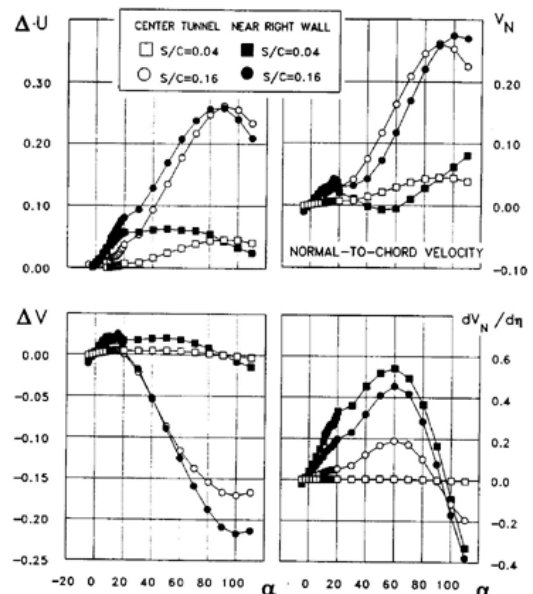 Δ·U
CENTER TUNNEL NEAR RIGHT WALL
S/C=0.04 S/C=0.04
S/C=0.16 S/C=0.16
V_N
0.30
0.20
0.10
0.00
0.20
0.10
0.00
-0.10
NORMAL-TO-CHORD VELOCITY
ΔV
0.00
-0.05
-0.10
-0.15
-0.20
-0.25
-20 0 20 40 60 80 100 α
dV_N/dη
0.6
0.4
0.2
0.0
-0.2
-0.4
0 20 40 60 80 100 α